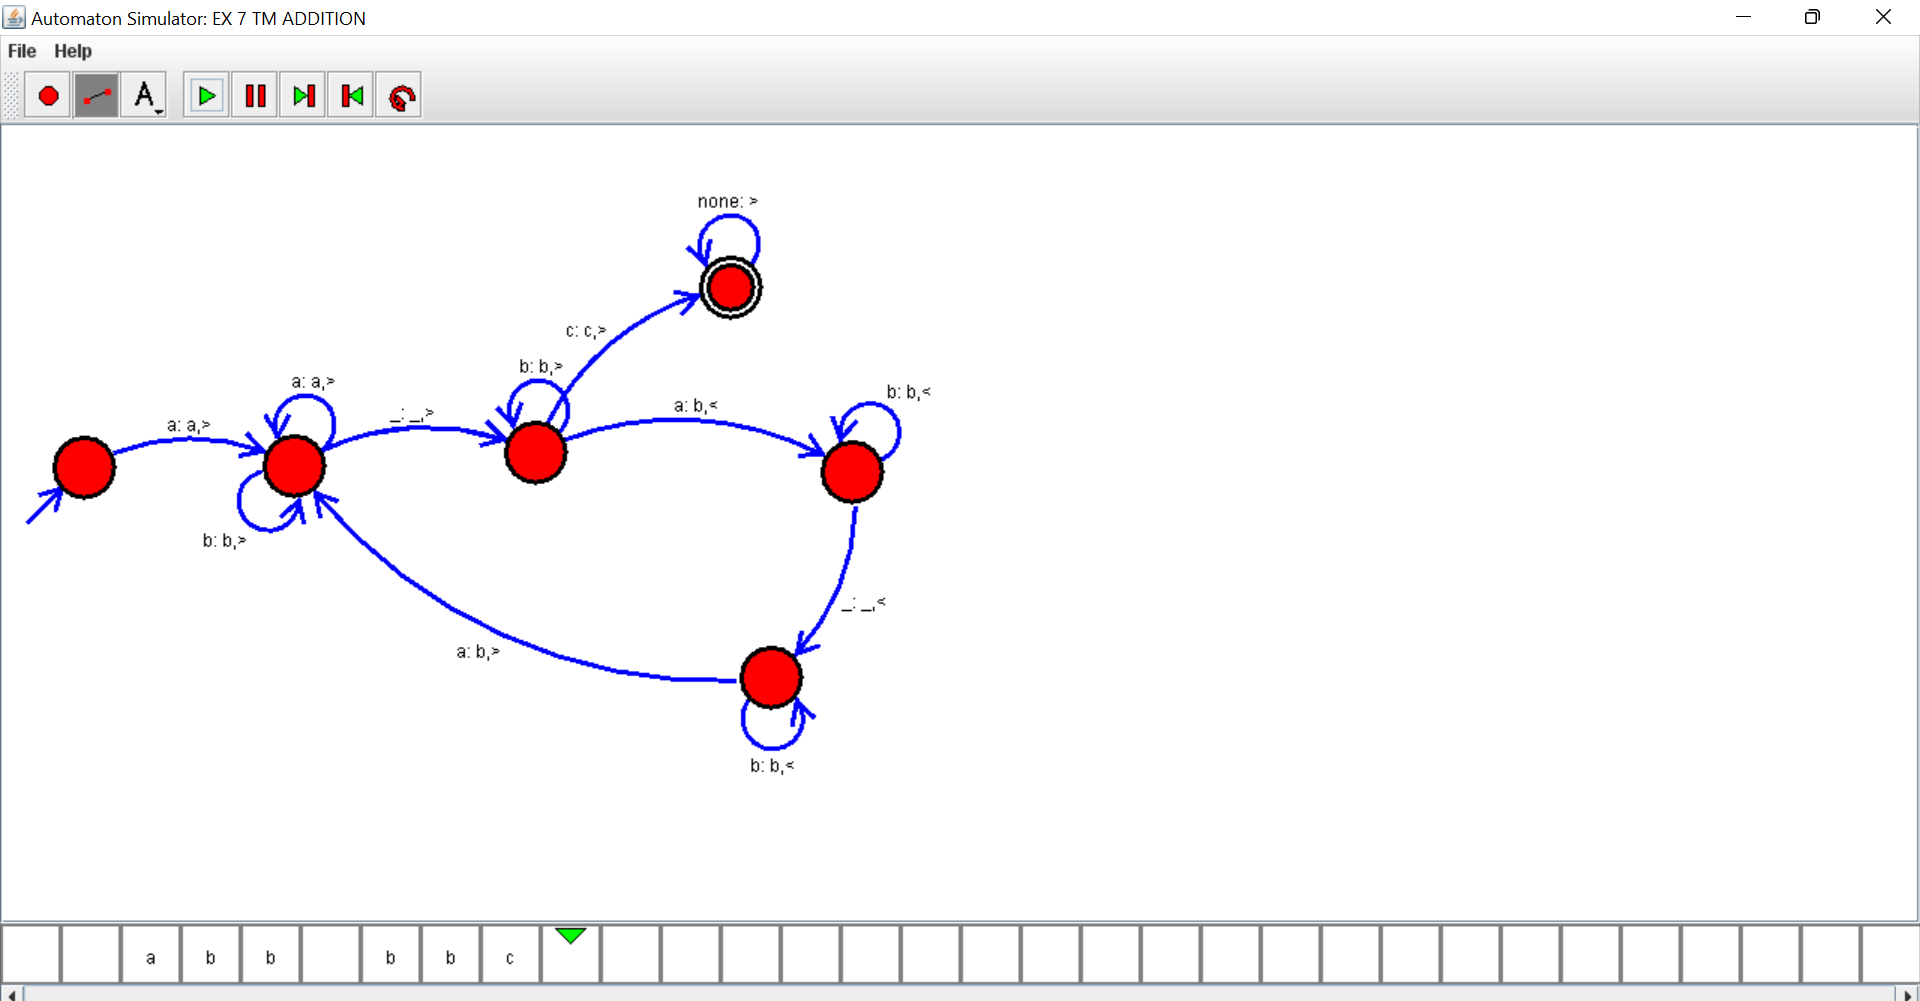 Automaton Simulator: EX 7 TM ADDITION
File Help
A
none: >
c: c,>
b: b,>
a: a,>
b: b,<
a: b,<
_: _,>
a: a,>
b: b,>
_: _,<
a: b,>
b: b,<
a b b b b c